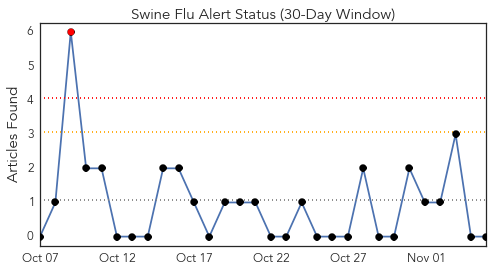 Swine Flu Alert Status (30-Day Window)
Articles Found
6
5
4
3
2
1
0
Oct 07
Oct 12
Oct 17
Oct 22
Oct 27
Nov 01